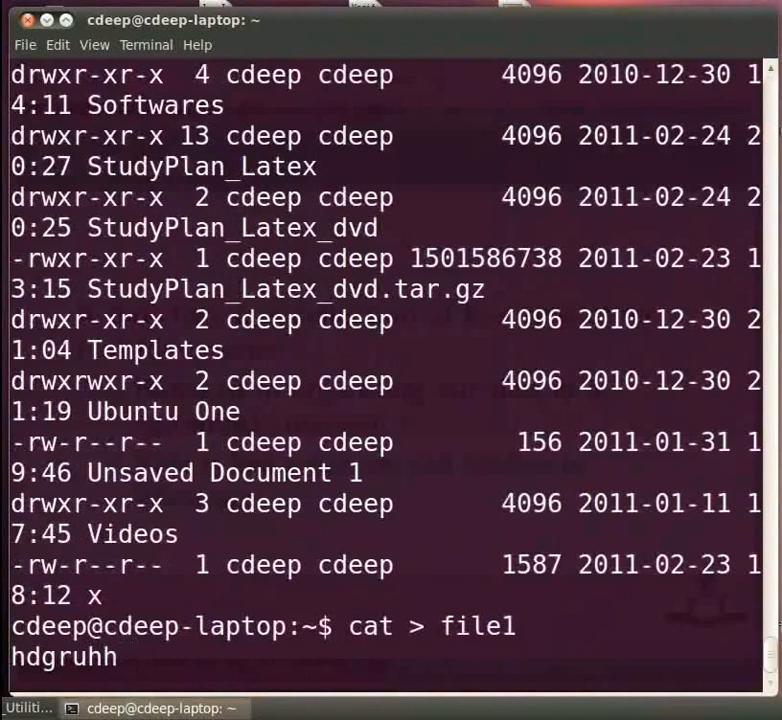 cdeep@cdeep-laptop: ~
File Edit View Terminal Help
drwxr-xr-x  4 cdeep cdeep       4096 2010-12-30 1
4:11 Softwares
drwxr-xr-x 13 cdeep cdeep       4096 2011-02-24 2
0:27 StudyPlan_Latex
drwxr-xr-x  2 cdeep cdeep       4096 2011-02-24 2
0:25 StudyPlan_Latex_dvd
-rwxr-xr-x  1 cdeep cdeep 1501586738 2011-02-23 1
3:15 StudyPlan_Latex_dvd.tar.gz
drwxr-xr-x  2 cdeep cdeep       4096 2010-12-30 2
1:04 Templates
drwxrwxr-x  2 cdeep cdeep       4096 2010-12-30 2
1:19 Ubuntu One
-rw-r--r--  1 cdeep cdeep        156 2011-01-31 1
9:46 Unsaved Document 1
drwxr-xr-x  3 cdeep cdeep       4096 2011-01-11 1
7:45 Videos
-rw-r--r--  1 cdeep cdeep       1587 2011-02-23 1
8:12 x
cdeep@cdeep-laptop:~$ cat > file1
hdgruhh
Utiliti... cdeep@cdeep-laptop: ~